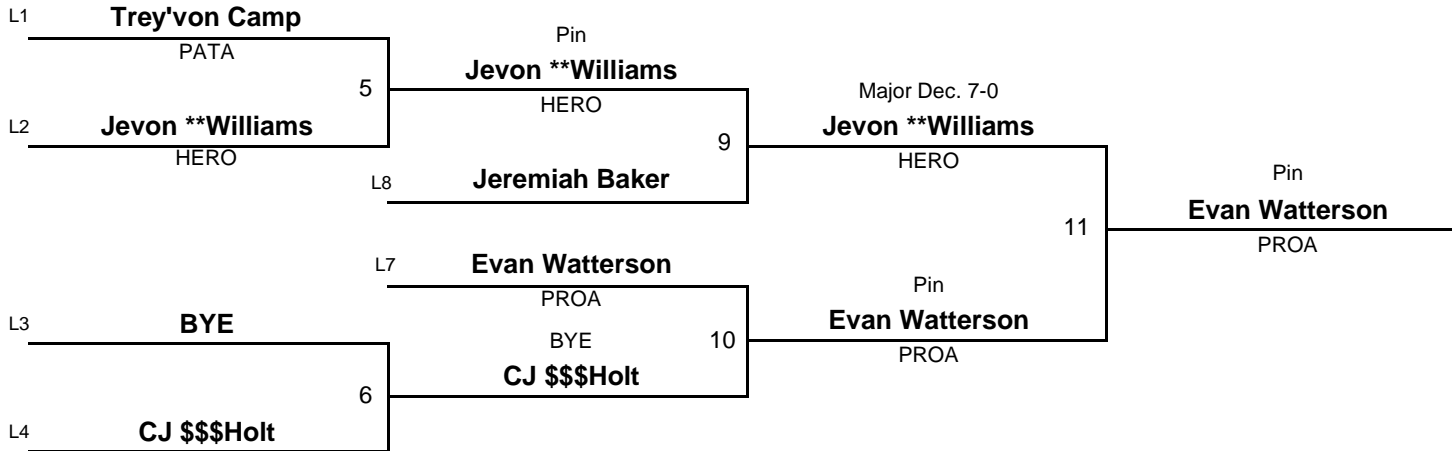 L1
Trey'von Camp
PATA
5
L2
Jevon **Williams
HERO
Pin
Jevon **Williams
HERO
9
L8
Jeremiah Baker
Major Dec. 7-0
Jevon **Williams
HERO
11
Pin
Evan Watterson
PROA
L7
Evan Watterson
PROA
10
Pin
Evan Watterson
PROA
L3
BYE
6
BYE
CJ $$$Holt
L4
CJ $$$Holt